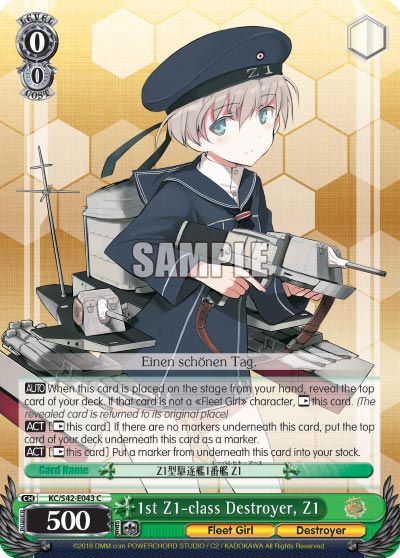 LEVEL
0
0
COST
Z1
SAMPLE
Einen schönen Tag.
AUTO When this card is placed on the stage from your hand, reveal the top
card of your deck. If that card is not a «Fleet Girl» character, this card. (The
revealed card is returned to its original place)
ACT [this card] If there are no markers underneath this card, put the top
card of your deck underneath this card as a marker.
ACT [this card] Put a marker from underneath this card into your stock.
Card Name
Z1型駆逐艦1番艦 Z1
CH KC/S42-E043 C
1st Z1-class Destroyer, Z1
500
Fleet Girl
Destroyer
©2016 DMM.com POWERCHORD STUDIO / C2 / KADOKAWA All Rights Reserved.